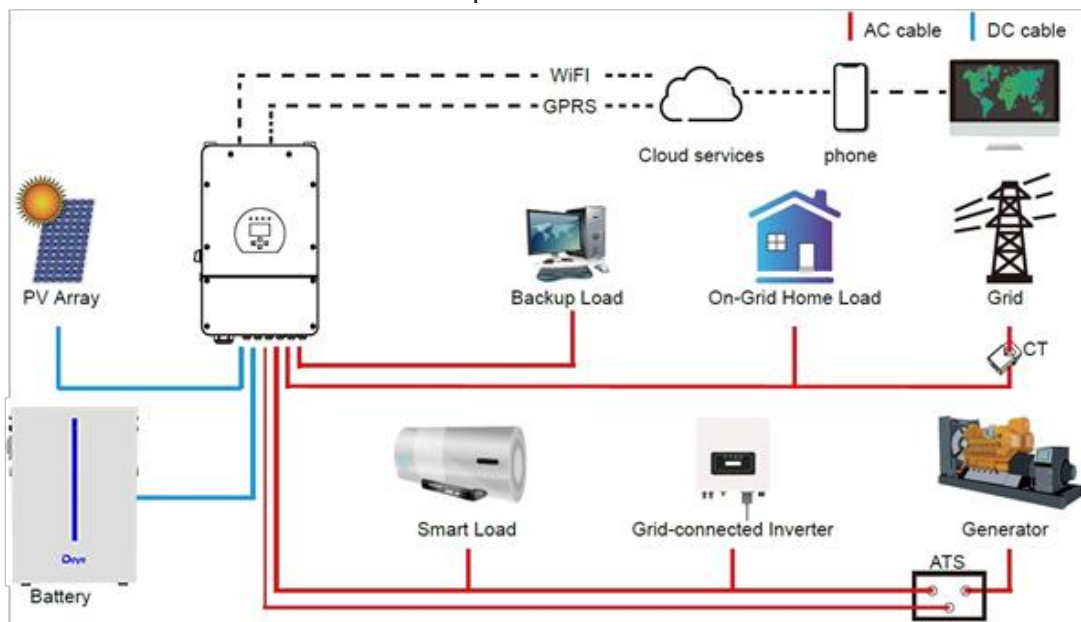 AC cable
DC cable
WiFI
GPRS
Cloud services
phone
PV Array
Backup Load
On-Grid Home Load
Grid
CT
Deye
Battery
Smart Load
Grid-connected Inverter
Generator
ATS